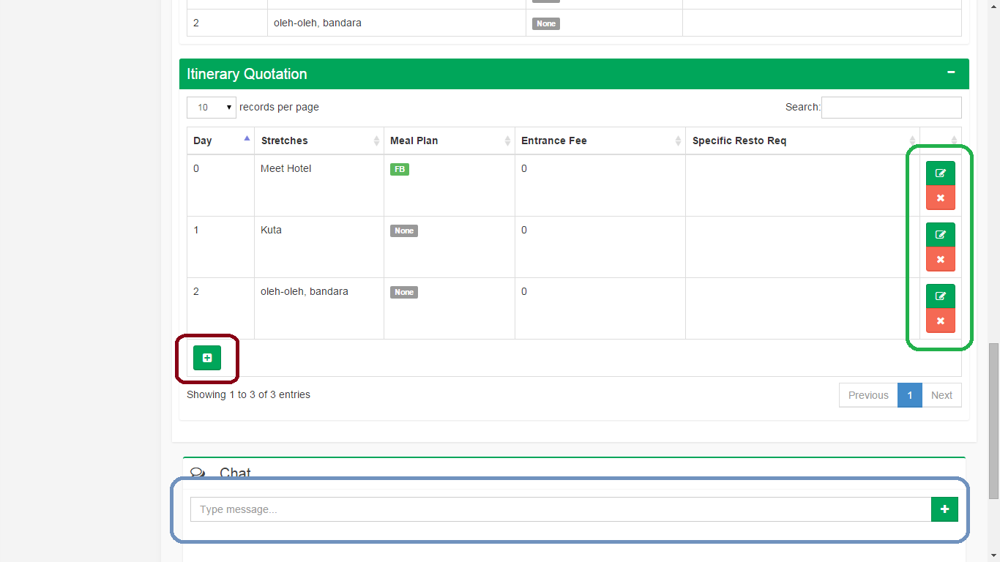 2 oleh-oleh, bandara None
Itinerary Quotation
10 records per page Search:
Day Stretches Meal Plan Entrance Fee Specific Resto Req
0 Meet Hotel FB 0
1 Kuta None 0
2 oleh-oleh, bandara None 0
Showing 1 to 3 of 3 entries Previous 1 Next
Chat
Type message...